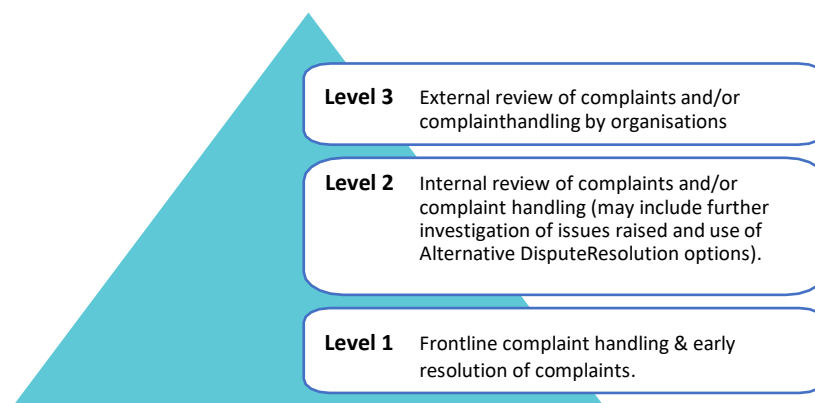 Level 3 External review of complaints and/or
complainthandling by organisations
Level 2 Internal review of complaints and/or
complaint handling (may include further
investigation of issues raised and use of
Alternative DisputeResolution options).
Level 1 Frontline complaint handling & early
resolution of complaints.